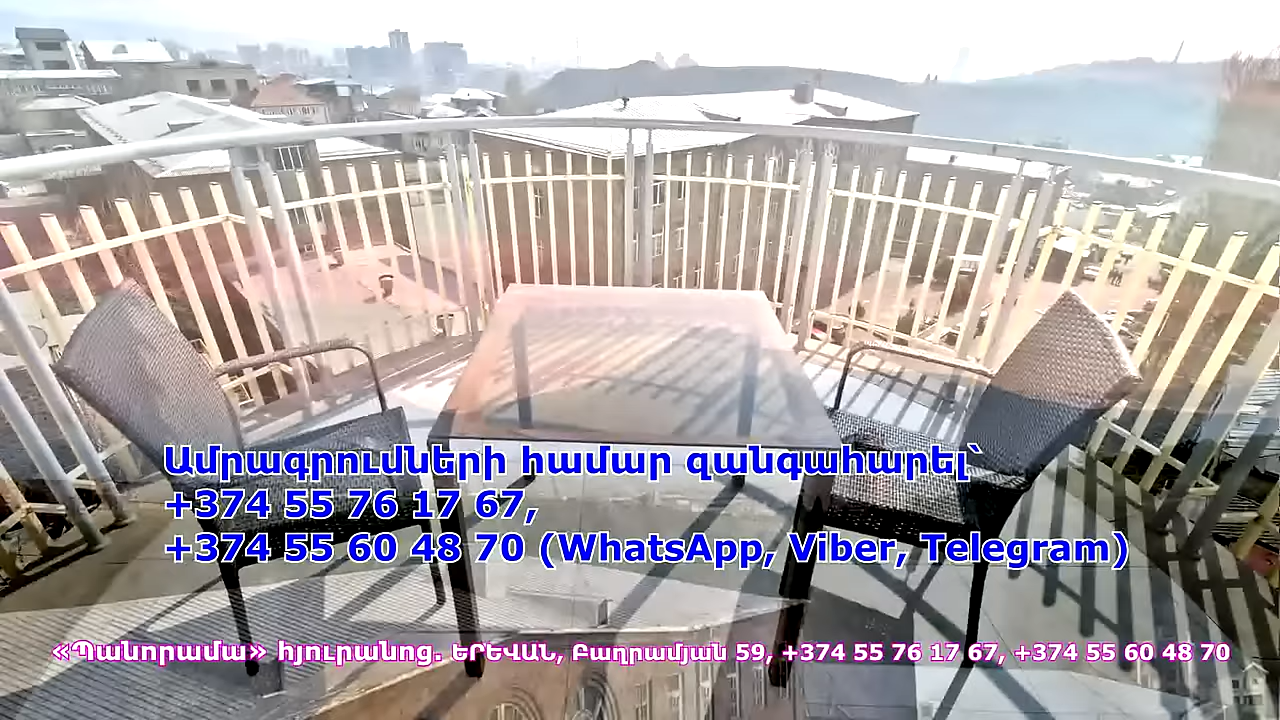 Ամրագրումների համար զանգահարել՝
+374 55 76 17 67,
+374 55 60 48 70 (WhatsApp, Viber, Telegram)
«Պանորամա» հյուրանոց. ԵՐԵՎԱՆ, Բաղրամյան 59, +374 55 76 17 67, +374 55 60 48 70